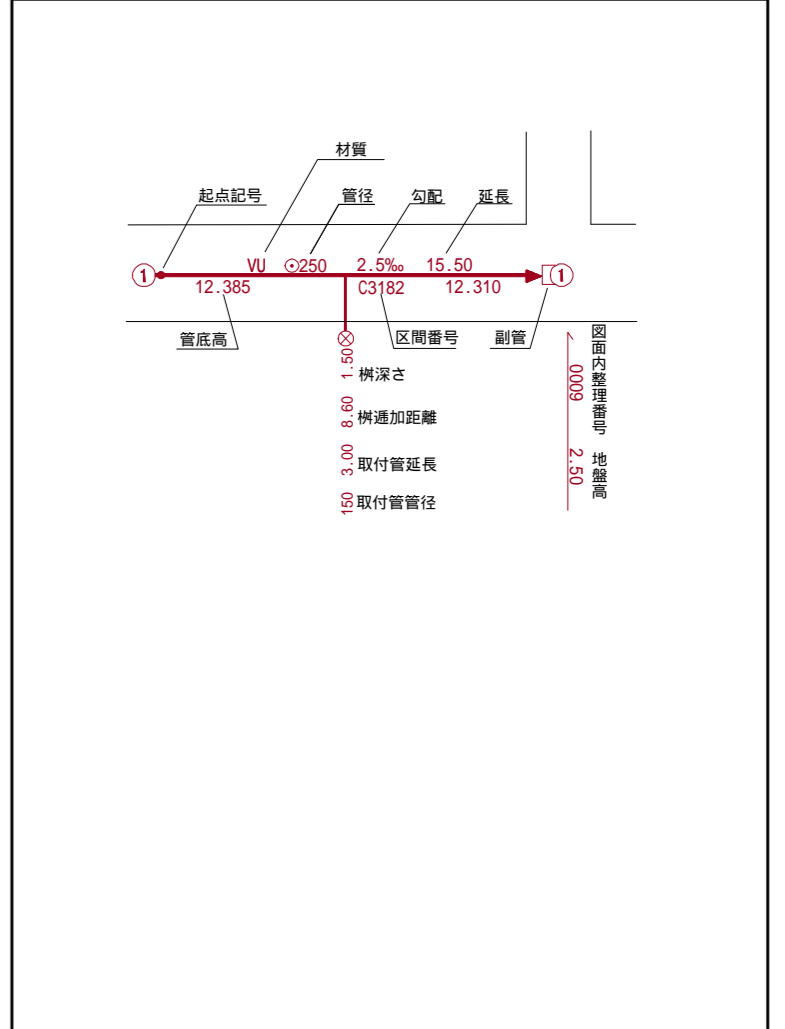 材質
起点記号 管径 勾配 延長
VU ⊙250 2.5‰ 15.50
① ①
12.385 C3182 12.310
管底高 区間番号 副管
1.50 桝深さ
8.60 桝逓加距離
3.00 取付管延長
150 取付管管径
図面内整理番号 地盤高
0009 2.50